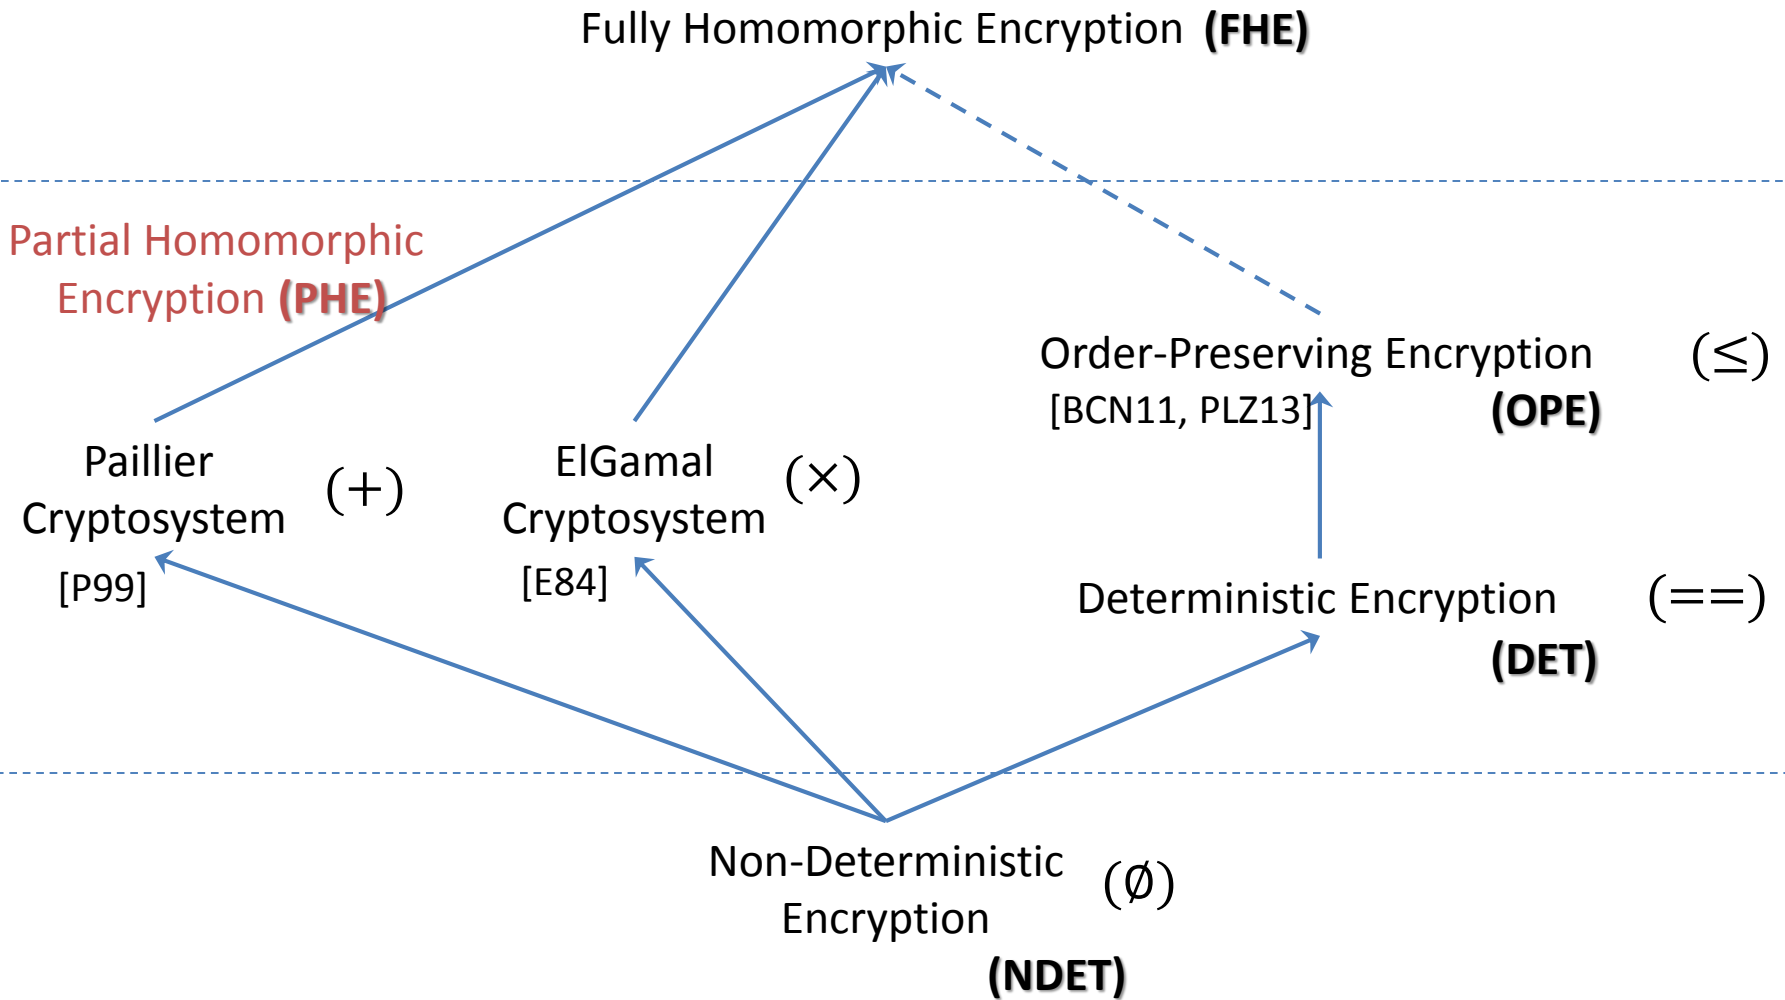 Fully Homomorphic Encryption (FHE)
Partial Homomorphic
Encryption (PHE)
Order-Preserving Encryption (≤)
[BCN11, PLZ13] (OPE)
Paillier
Cryptosystem (+)
[P99]
ElGamal
Cryptosystem (×)
[E84]
Deterministic Encryption (==)
(DET)
Non-Deterministic
Encryption (∅)
(NDET)